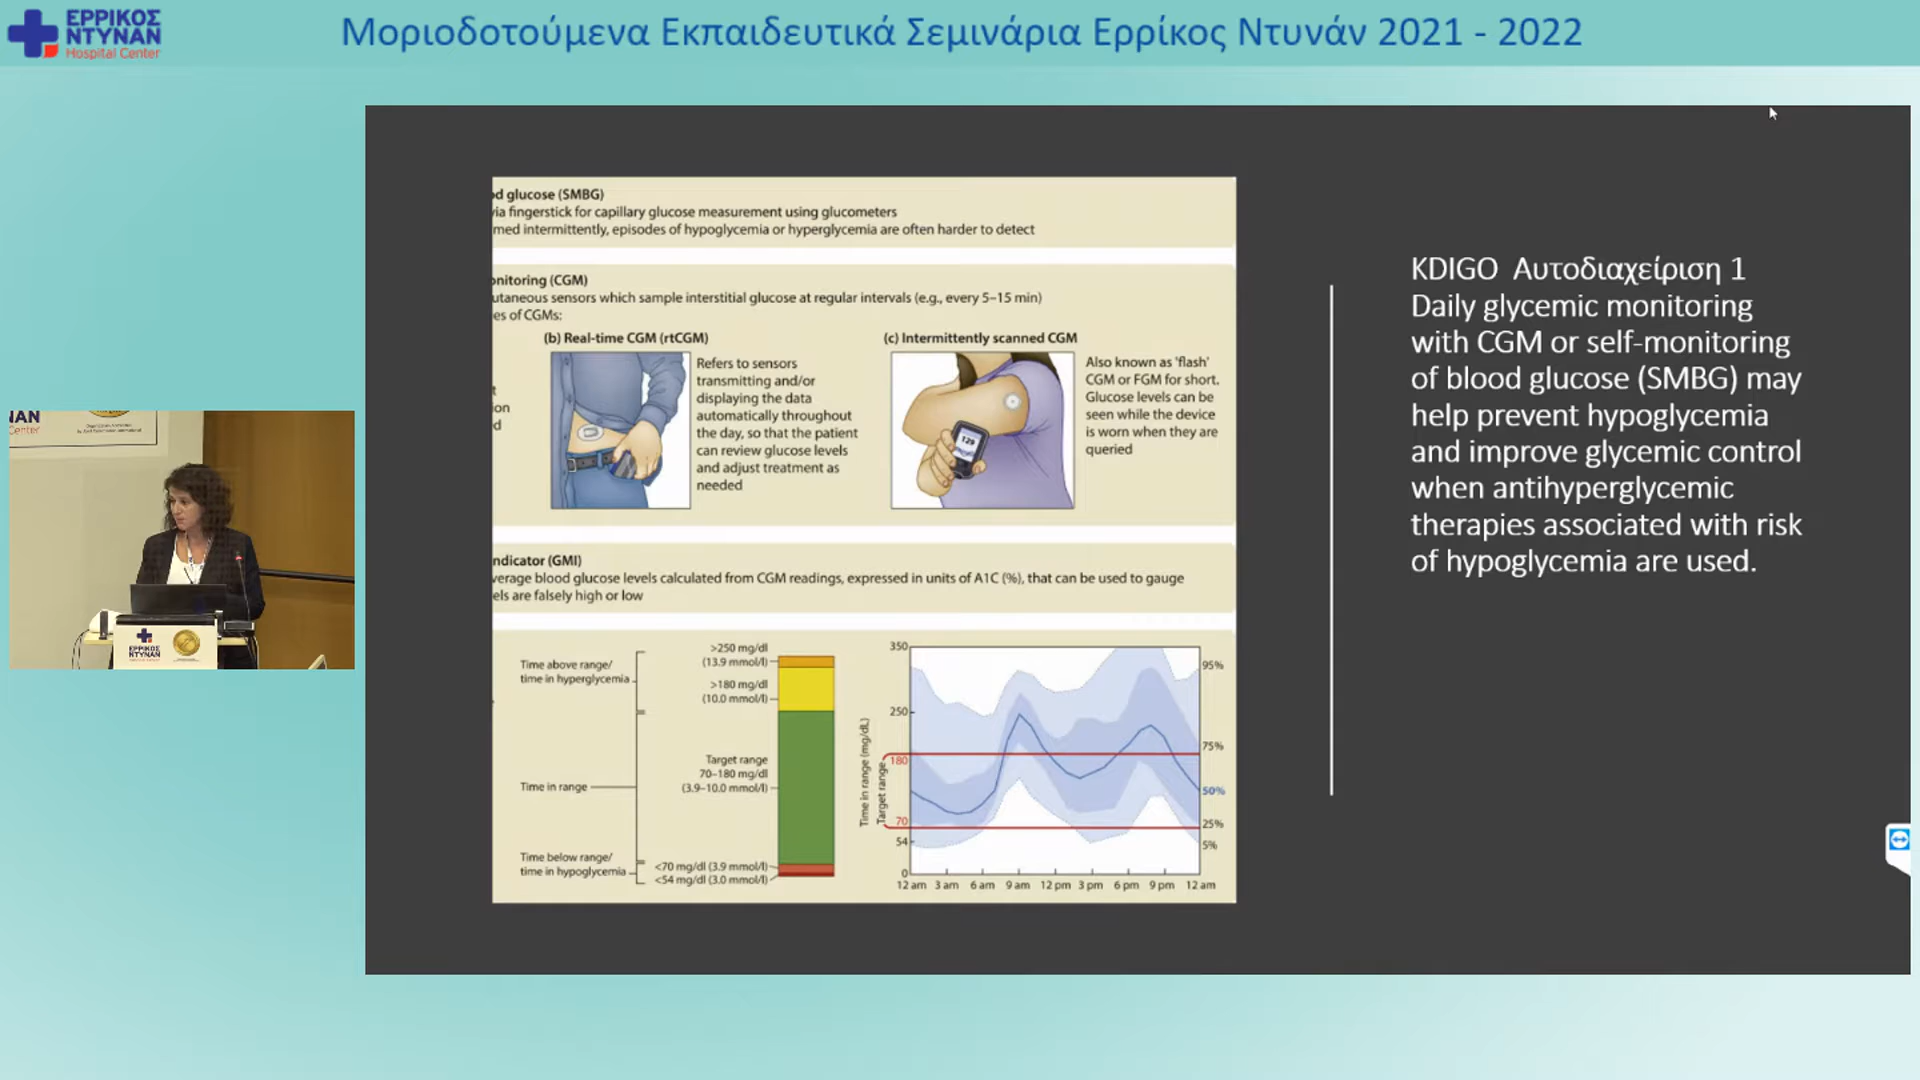 ΕΡΡΙΚΟΣ
ΝΤΥΝΑΝ
Hospital Center
Μοριοδοτούμενα Εκπαιδευτικά Σεμινάρια Ερρίκος Ντυνάν 2021 - 2022
d glucose (SMBG)
via fingerstick for capillary glucose measurement using glucometers
med intermittently, episodes of hypoglycemia or hyperglycemia are often harder to detect
onitoring (CGM)
utaneous sensors which sample interstitial glucose at regular intervals (e.g., every 5–15 min)
es of CGMs:
(b) Real-time CGM (rtCGM)
Refers to sensors
transmitting and/or
displaying the data
automatically throughout
the day, so that the patient
can review glucose levels
and adjust treatment as
needed
t
on
d
(c) Intermittently scanned CGM
Also known as 'flash'
CGM or FGM for short.
Glucose levels can be
seen while the device
is worn when they are
queried
129
ndicator (GMI)
verage blood glucose levels calculated from CGM readings, expressed in units of A1C (%), that can be used to gauge
els are falsely high or low
Time above range/
time in hyperglycemia
>250 mg/dl
(13.9 mmol/l)
>180 mg/dl
(10.0 mmol/l)
Time in range
Target range
70–180 mg/dl
(3.9–10.0 mmol/l)
Time below range/
time in hypoglycemia
<70 mg/dl (3.9 mmol/l)
<54 mg/dl (3.0 mmol/l)
Time in range (mg/dL)
Target range
350
250
180
70
54
0
95%
75%
50%
25%
5%
12 am 3 am 6 am 9 am 12 pm 3 pm 6 pm 9 pm 12 am
KDIGO Αυτοδιαχείριση 1
Daily glycemic monitoring
with CGM or self-monitoring
of blood glucose (SMBG) may
help prevent hypoglycemia
and improve glycemic control
when antihyperglycemic
therapies associated with risk
of hypoglycemia are used.
ΝΑΝ
Center
ΕΡΡΙΚΟΣ
ΝΤΥΝΑΝ